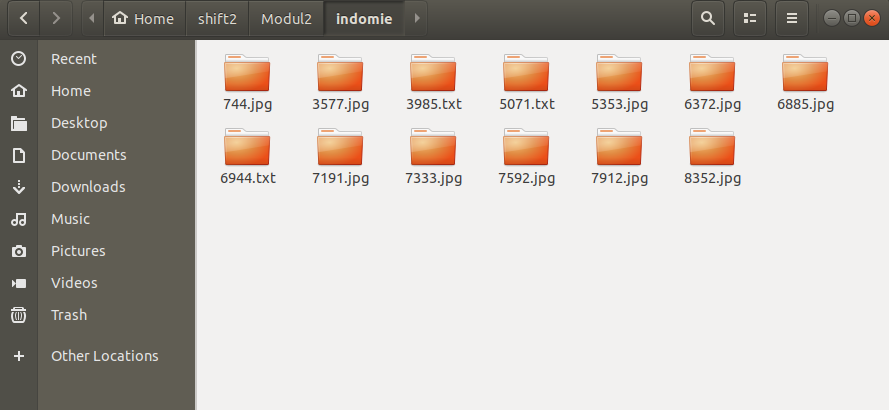 Home shift2 Modul2 indomie
Recent
Home
Desktop
Documents
Downloads
Music
Pictures
Videos
Trash
Other Locations
744.jpg 3577.jpg 3985.txt 5071.txt 5353.jpg 6372.jpg 6885.jpg
6944.txt 7191.jpg 7333.jpg 7592.jpg 7912.jpg 8352.jpg